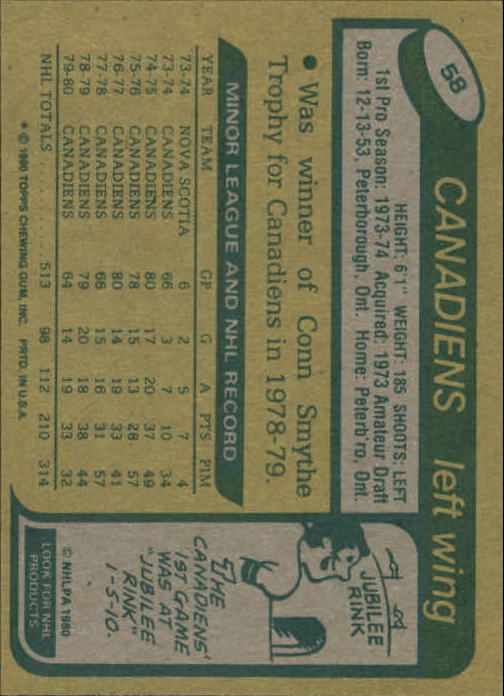 58
CANADIENS left wing
HEIGHT: 6'1" WEIGHT: 185 SHOOTS: LEFT
1st Pro Season: 1973-74 Acquired: 1973 Amateur Draft
Born: 12-13-53, Peterborough, Ont. Home: Peterb'ro, Ont.
• Was winner of Conn Smythe
Trophy for Canadiens in 1978-79.
MINOR LEAGUE AND NHL RECORD
YEAR TEAM GP G A PTS PIM
73-74 NOVA SCOTIA 6 2 5 7 4
73-74 CANADIENS 66 3 7 10 34
74-75 CANADIENS 80 17 20 37 49
75-76 CANADIENS 78 15 13 28 57
76-77 CANADIENS 80 14 19 33 41
77-78 CANADIENS 66 15 16 31 57
78-79 CANADIENS 79 20 18 38 44
79-80 CANADIENS 64 14 19 33 32
NHL TOTALS . . . . . . . . . . . 513 98 112 210 314
* © 1980 TOPPS CHEWING GUM, INC. PRTD. IN U.S.A.
JUBILEE
RINK
THE
CANADIENS'
1ST GAME
WAS AT
"JUBILEE
RINK"
1-5-10.
© NHLPA 1980
LOOK FOR NHL
PRODUCTS